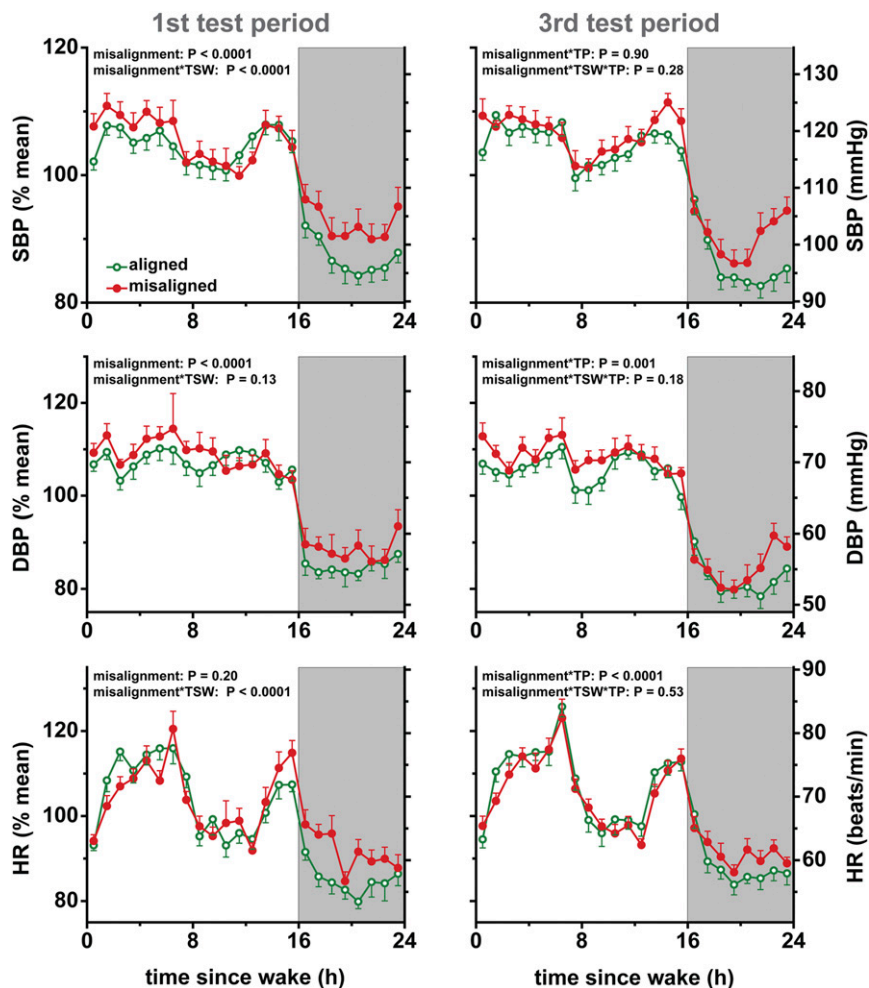 1st test period
3rd test period
misalignment: P < 0.0001
misalignment*TSW: P < 0.0001
120
100
80
SBP (% mean)
aligned
misaligned
0
8
16
24
misalignment*TP: P = 0.90
misalignment*TSW*TP: P = 0.28
130
120
110
100
90
SBP (mmHg)
0
8
16
24
misalignment: P < 0.0001
misalignment*TSW: P = 0.13
120
100
80
DBP (% mean)
0
8
16
24
misalignment*TP: P = 0.001
misalignment*TSW*TP: P = 0.18
80
70
60
50
DBP (mmHg)
0
8
16
24
misalignment: P = 0.20
misalignment*TSW: P < 0.0001
120
100
80
HR (% mean)
0
8
16
24
time since wake (h)
misalignment*TP: P < 0.0001
misalignment*TSW*TP: P = 0.53
90
80
70
60
HR (beats/min)
0
8
16
24
time since wake (h)